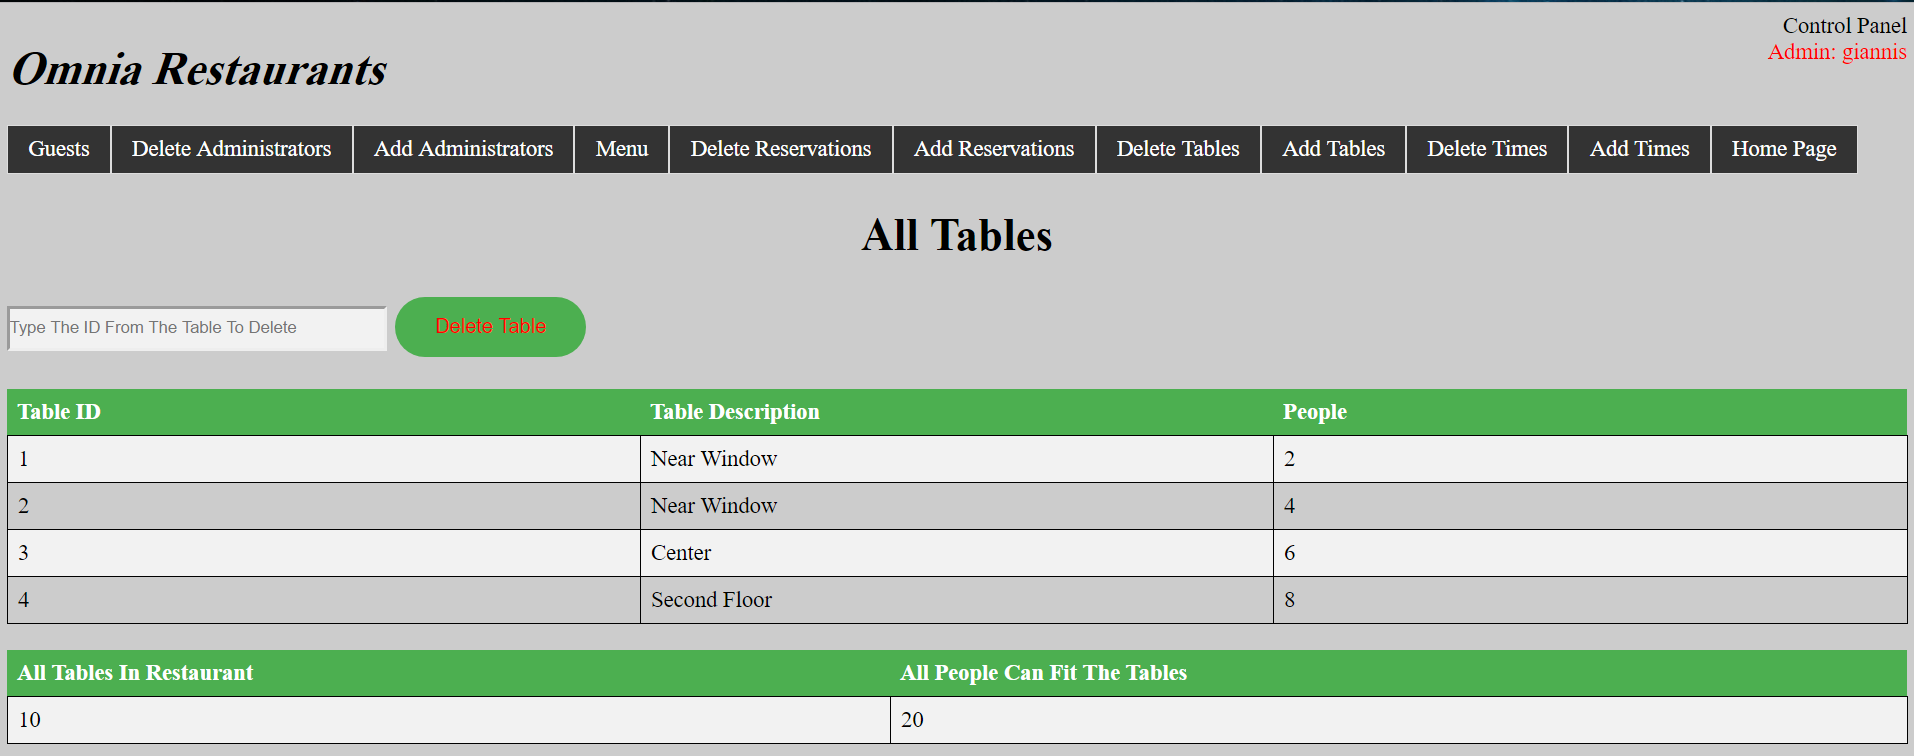 Control Panel
Admin: giannis
Omnia Restaurants
Guests Delete Administrators Add Administrators Menu Delete Reservations Add Reservations Delete Tables Add Tables Delete Times Add Times Home Page
All Tables
Type The ID From The Table To Delete Delete Table
Table ID Table Description People
1 Near Window 2
2 Near Window 4
3 Center 6
4 Second Floor 8
All Tables In Restaurant All People Can Fit The Tables
10 20